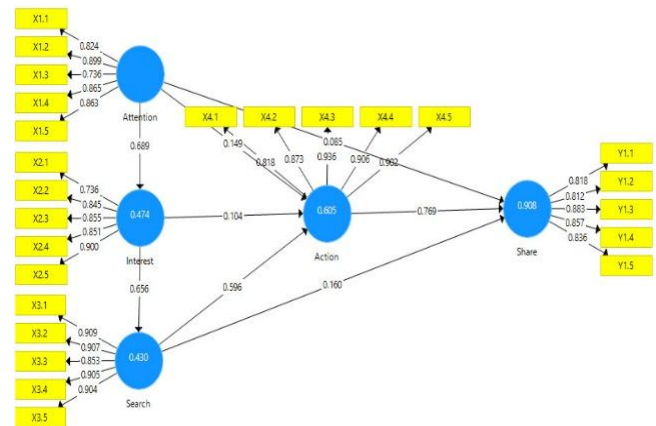 X1.1
X1.2
X1.3
X1.4
X1.5
0.824
0.899
0.736
0.865
0.863
Attention
X4.1
X4.2
X4.3
X4.4
X4.5
0.149
0.818
0.873
0.085
0.936
0.906
0.689
X2.1
X2.2
X2.3
X2.4
X2.5
0.736
0.845
0.855
0.851
0.900
0.474
Interest
0.104
0.605
Action
0.769
0.908
Share
Y1.1
Y1.2
Y1.3
Y1.4
Y1.5
0.818
0.812
0.883
0.857
0.836
0.656
0.596
0.160
X3.1
X3.2
X3.3
X3.4
X3.5
0.909
0.907
0.853
0.905
0.904
0.430
Search